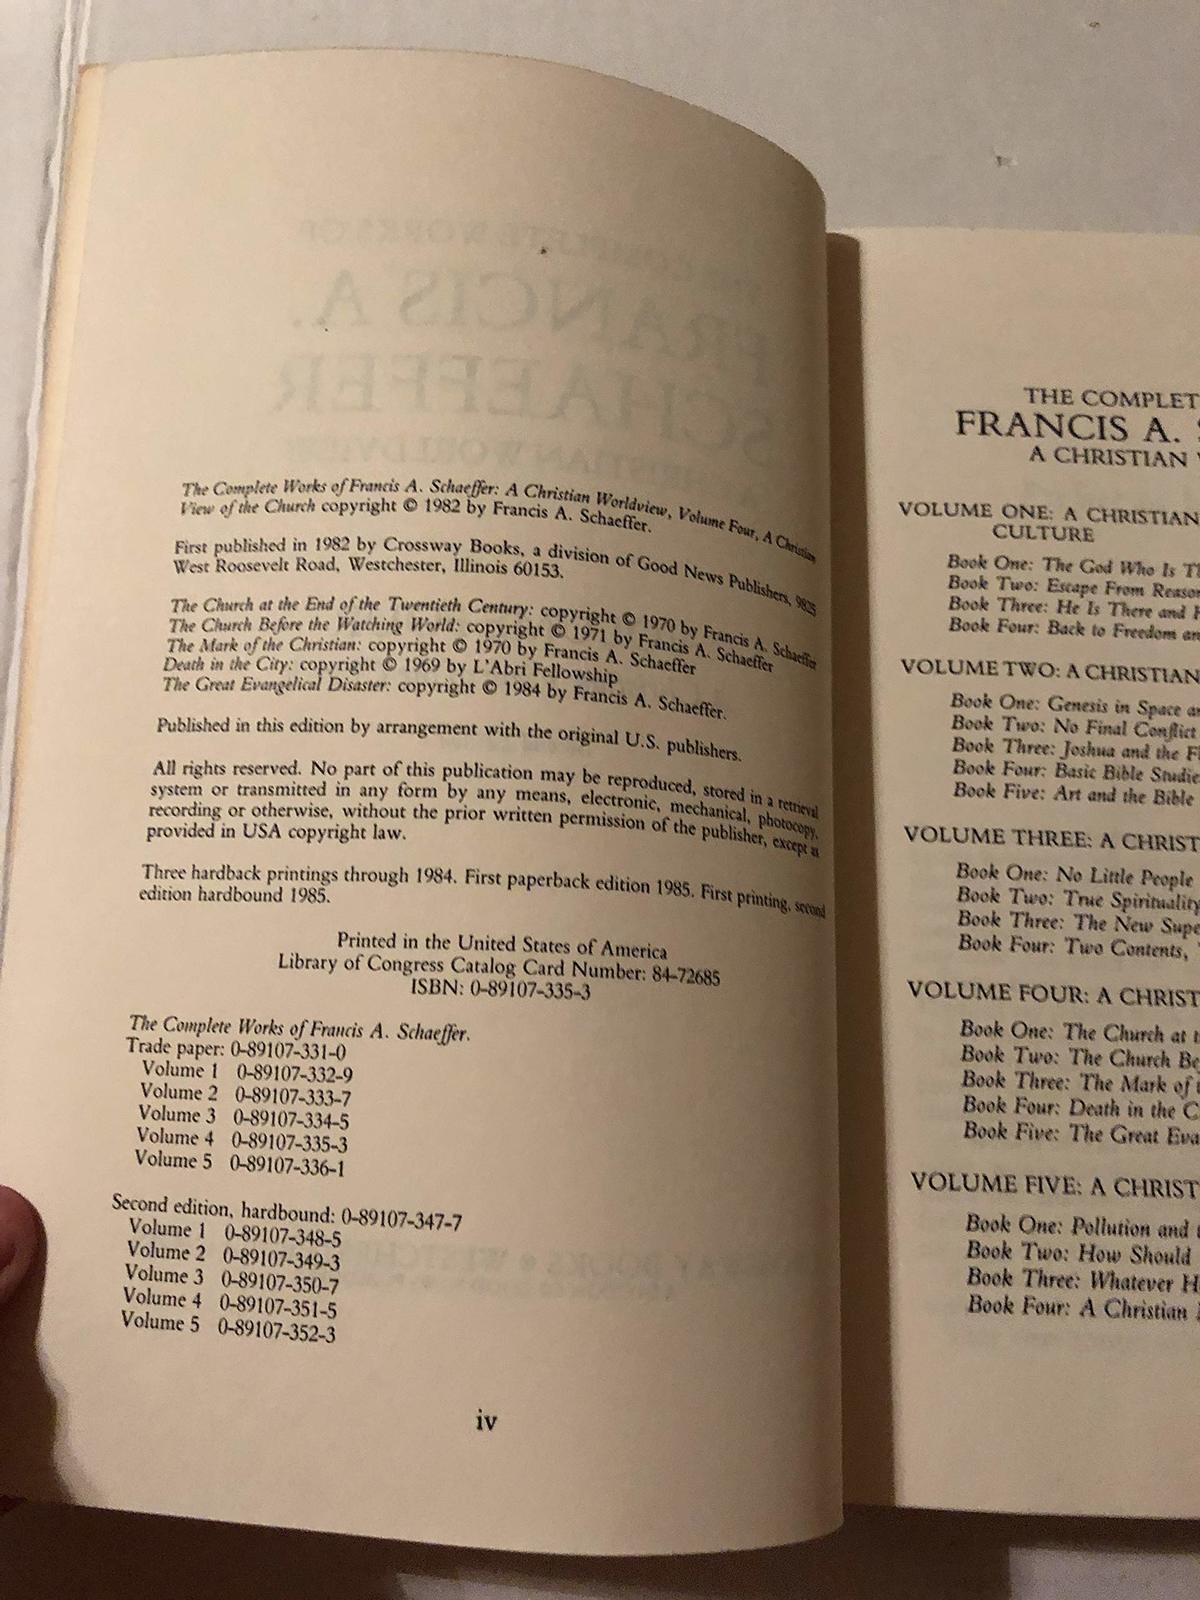 The Complete Works of Francis A. Schaeffer: A Christian Worldview, Volume Four, A Christian
View of the Church copyright © 1982 by Francis A. Schaeffer.
First published in 1982 by Crossway Books, a division of Good News Publishers, 9825
West Roosevelt Road, Westchester, Illinois 60153.
The Church at the End of the Twentieth Century: copyright © 1970 by Francis A. Schaeffer
The Church Before the Watching World: copyright © 1971 by Francis A. Schaeffer
The Mark of the Christian: copyright © 1970 by Francis A. Schaeffer
Death in the City: copyright © 1969 by L'Abri Fellowship
The Great Evangelical Disaster: copyright © 1984 by Francis A. Schaeffer.
Published in this edition by arrangement with the original U.S. publishers.
All rights reserved. No part of this publication may be reproduced, stored in a retrieval
system or transmitted in any form by any means, electronic, mechanical, photocopy,
recording or otherwise, without the prior written permission of the publisher, except as
provided in USA copyright law.
Three hardback printings through 1984. First paperback edition 1985. First printing, second
edition hardbound 1985.
Printed in the United States of America
Library of Congress Catalog Card Number: 84-72685
ISBN: 0-89107-335-3
The Complete Works of Francis A. Schaeffer.
Trade paper: 0-89107-331-0
Volume 1 0-89107-332-9
Volume 2 0-89107-333-7
Volume 3 0-89107-334-5
Volume 4 0-89107-335-3
Volume 5 0-89107-336-1
Second edition, hardbound: 0-89107-347-7
Volume 1 0-89107-348-5
Volume 2 0-89107-349-3
Volume 3 0-89107-350-7
Volume 4 0-89107-351-5
Volume 5 0-89107-352-3
iv
THE COMPLET
FRANCIS A.
A CHRISTIAN
VOLUME ONE: A CHRISTIAN
CULTURE
Book One: The God Who Is Th
Book Two: Escape From Reason
Book Three: He Is There and H
Book Four: Back to Freedom an
VOLUME TWO: A CHRISTIAN
Book One: Genesis in Space an
Book Two: No Final Conflict
Book Three: Joshua and the Fl
Book Four: Basic Bible Studie
Book Five: Art and the Bible
VOLUME THREE: A CHRIST
Book One: No Little People
Book Two: True Spirituality
Book Three: The New Supe
Book Four: Two Contents,
VOLUME FOUR: A CHRIST
Book One: The Church at t
Book Two: The Church Be
Book Three: The Mark of
Book Four: Death in the C
Book Five: The Great Eva
VOLUME FIVE: A CHRIST
Book One: Pollution and
Book Two: How Should
Book Three: Whatever H
Book Four: A Christian